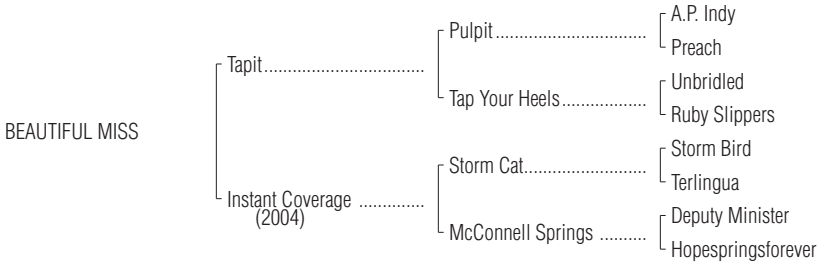 A.P. Indy
Pulpit................................
Preach
Tapit..................................
Unbridled
Tap Your Heels..................
Ruby Slippers
BEAUTIFUL MISS
Storm Bird
Storm Cat..........................
Terlingua
Instant Coverage ..............
(2004)
Deputy Minister
McConnell Springs ..........
Hopespringsforever